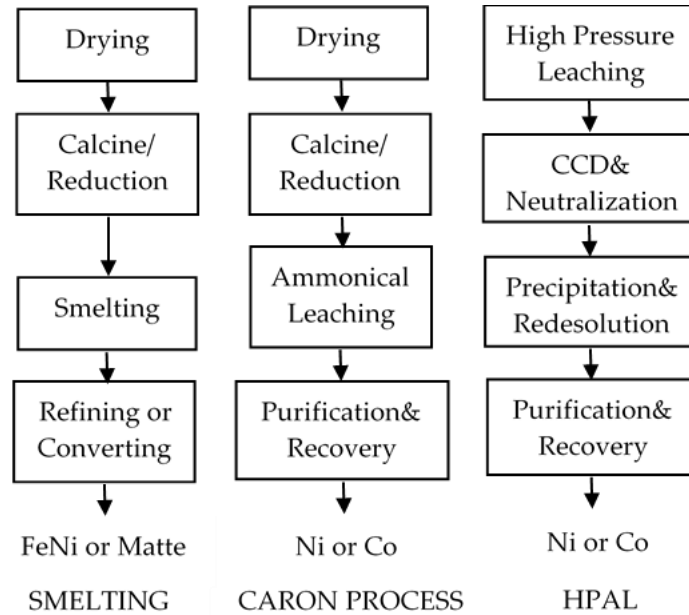 Drying
Calcine/
Reduction
Smelting
Refining or
Converting
FeNi or Matte
SMELTING
Drying
Calcine/
Reduction
Ammonical
Leaching
Purification&
Recovery
Ni or Co
CARON PROCESS
High Pressure
Leaching
CCD&
Neutralization
Precipitation&
Redesolution
Purification&
Recovery
Ni or Co
HPAL